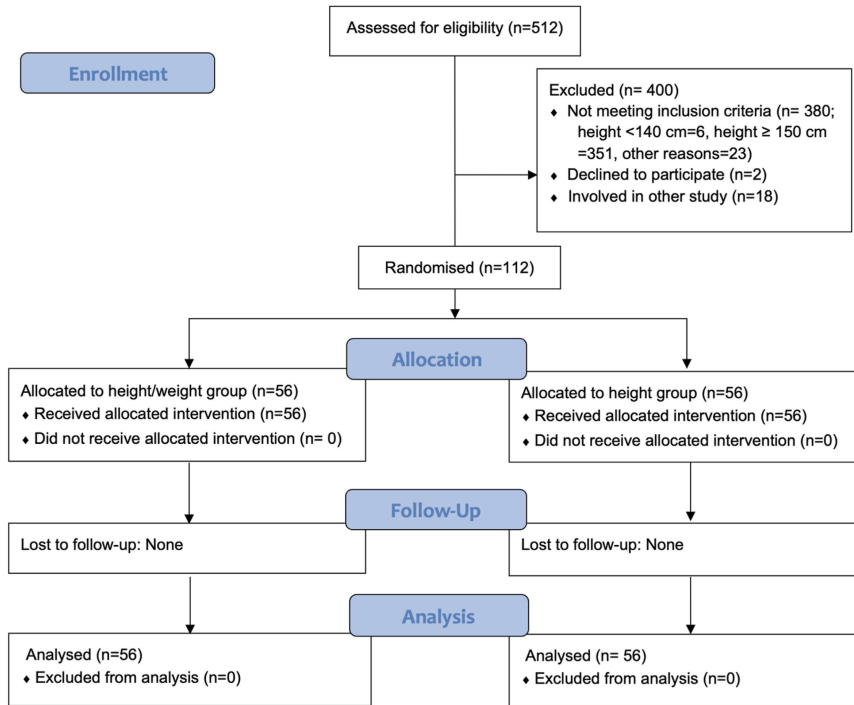 Assessed for eligibility (n=512)
Enrollment
Excluded (n= 400)
♦ Not meeting inclusion criteria (n= 380;
height <140 cm=6, height ≥ 150 cm
=351, other reasons=23)
♦ Declined to participate (n=2)
♦ Involved in other study (n=18)
Randomised (n=112)
Allocation
Allocated to height/weight group (n=56)
♦ Received allocated intervention (n=56)
♦ Did not receive allocated intervention (n= 0)
Allocated to height group (n=56)
♦ Received allocated intervention (n=56)
♦ Did not receive allocated intervention (n=0)
Follow-Up
Lost to follow-up: None
Lost to follow-up: None
Analysis
Analysed (n=56)
♦ Excluded from analysis (n=0)
Analysed (n= 56)
♦ Excluded from analysis (n=0)